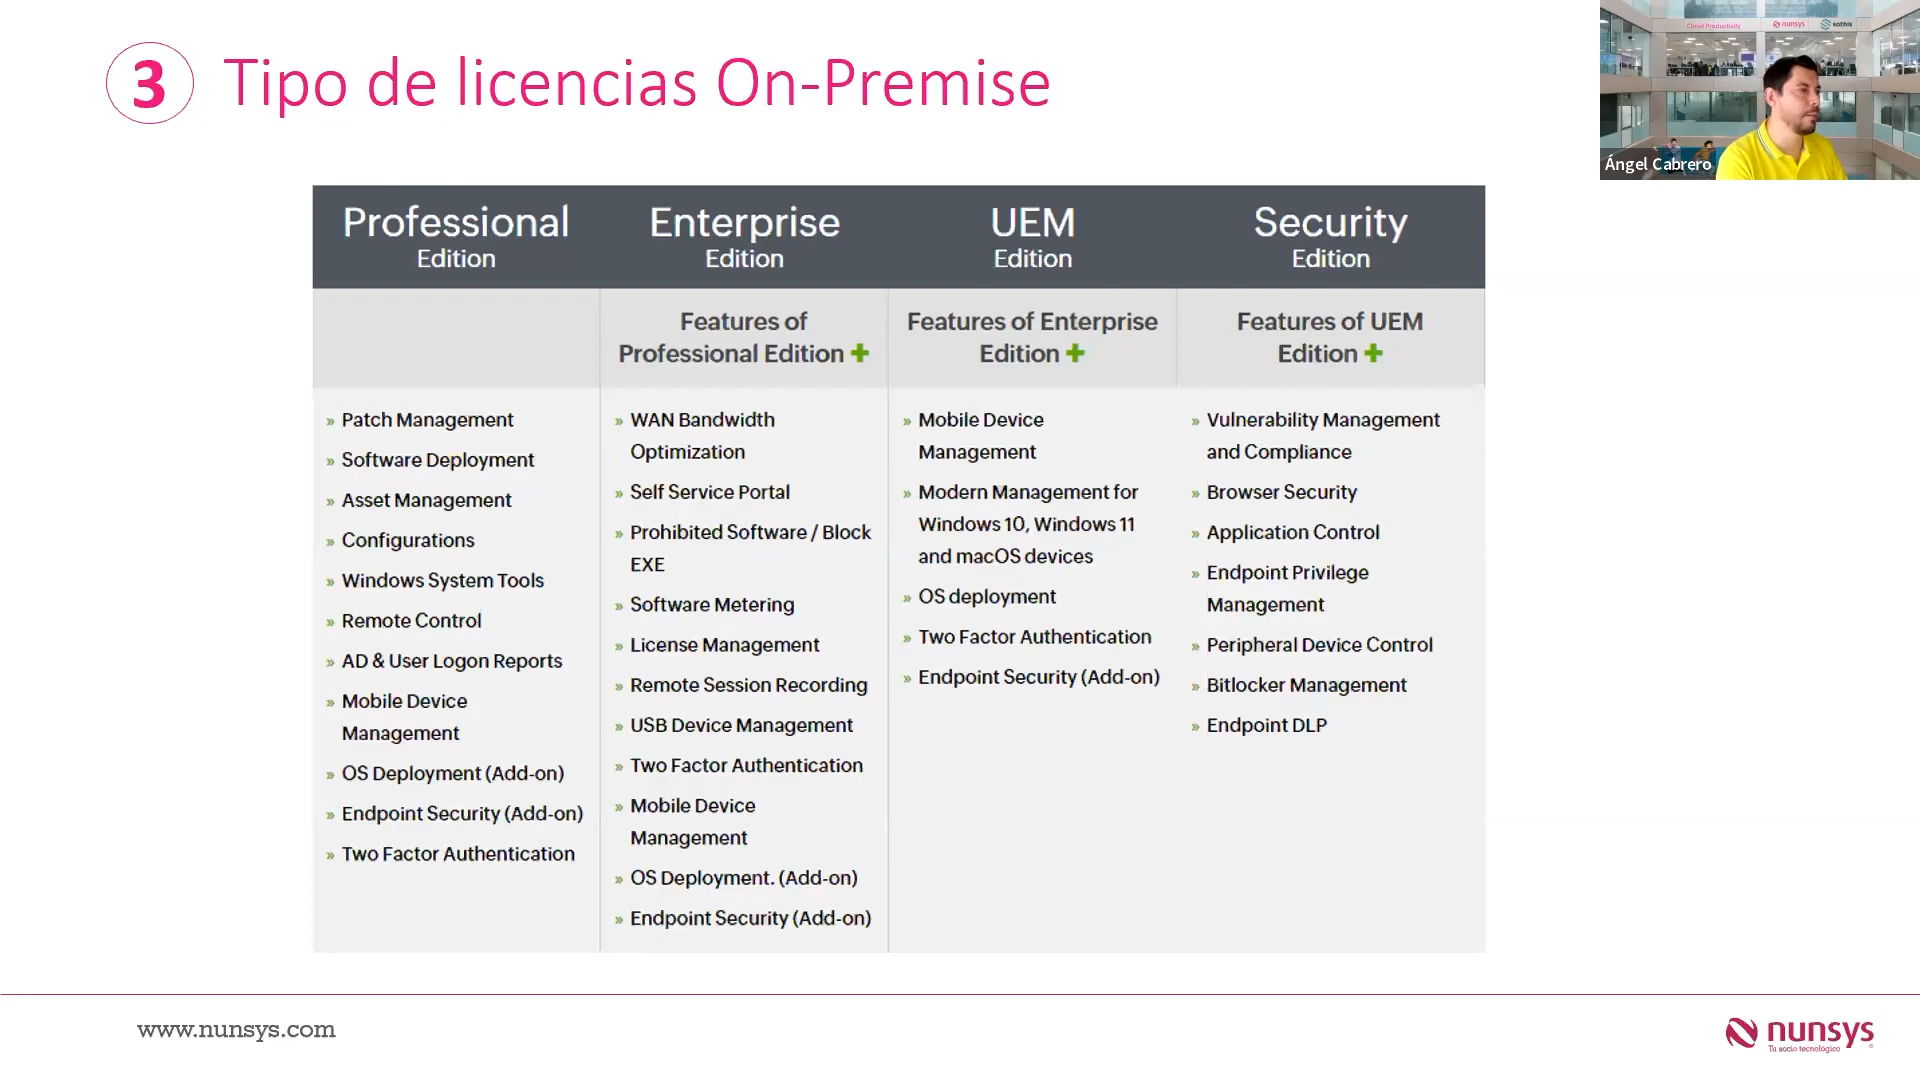 3 Tipo de licencias On-Premise
Cloud Productivity nunsys sothis
Ángel Cabrero
Professional
Edition
Enterprise
Edition
UEM
Edition
Security
Edition
Features of
Professional Edition +
Features of Enterprise
Edition +
Features of UEM
Edition +
» Patch Management
» Software Deployment
» Asset Management
» Configurations
» Windows System Tools
» Remote Control
» AD & User Logon Reports
» Mobile Device
Management
» OS Deployment (Add-on)
» Endpoint Security (Add-on)
» Two Factor Authentication
» WAN Bandwidth
Optimization
» Self Service Portal
» Prohibited Software / Block
EXE
» Software Metering
» License Management
» Remote Session Recording
» USB Device Management
» Two Factor Authentication
» Mobile Device
Management
» OS Deployment. (Add-on)
» Endpoint Security (Add-on)
» Mobile Device
Management
» Modern Management for
Windows 10, Windows 11
and macOS devices
» OS deployment
» Two Factor Authentication
» Endpoint Security (Add-on)
» Vulnerability Management
and Compliance
» Browser Security
» Application Control
» Endpoint Privilege
Management
» Peripheral Device Control
» Bitlocker Management
» Endpoint DLP
www.nunsys.com
nunsys
Tu socio tecnológico